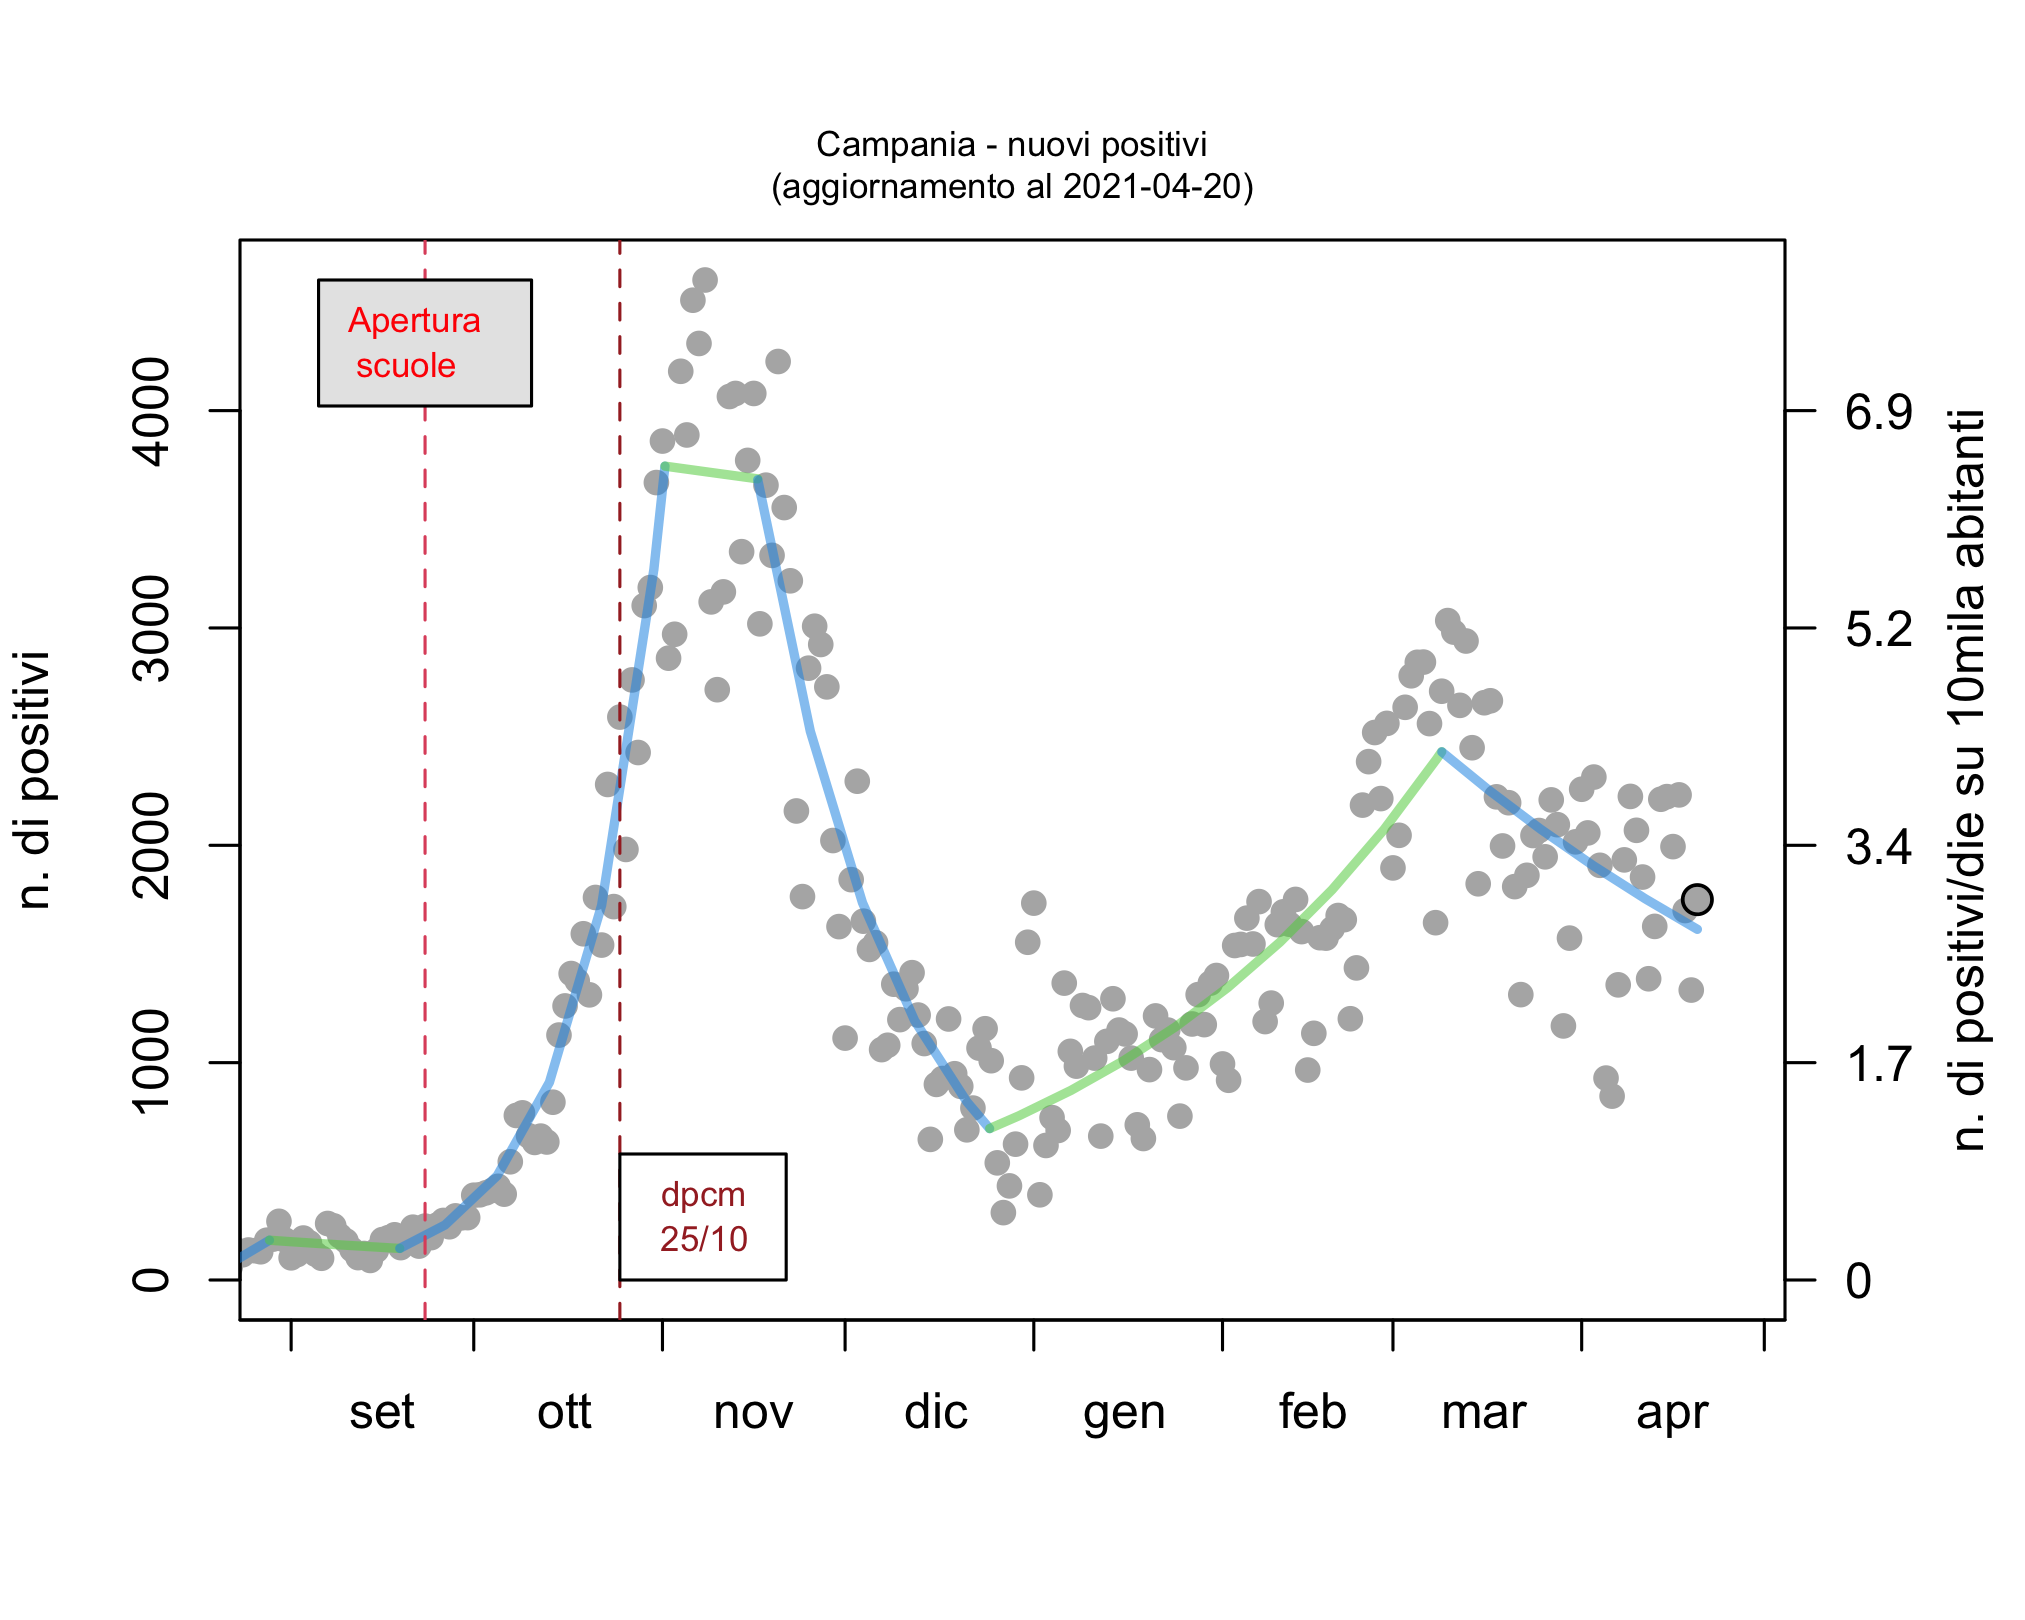 Campania - nuovi positivi
(aggiornamento al 2021-04-20)
Apertura
scuole
dpcm
25/10
n. di positivi
0
1000
2000
3000
4000
n. di positivi/die su 10mila abitanti
6.9
5.2
3.4
1.7
0
set ott nov dic gen feb mar apr